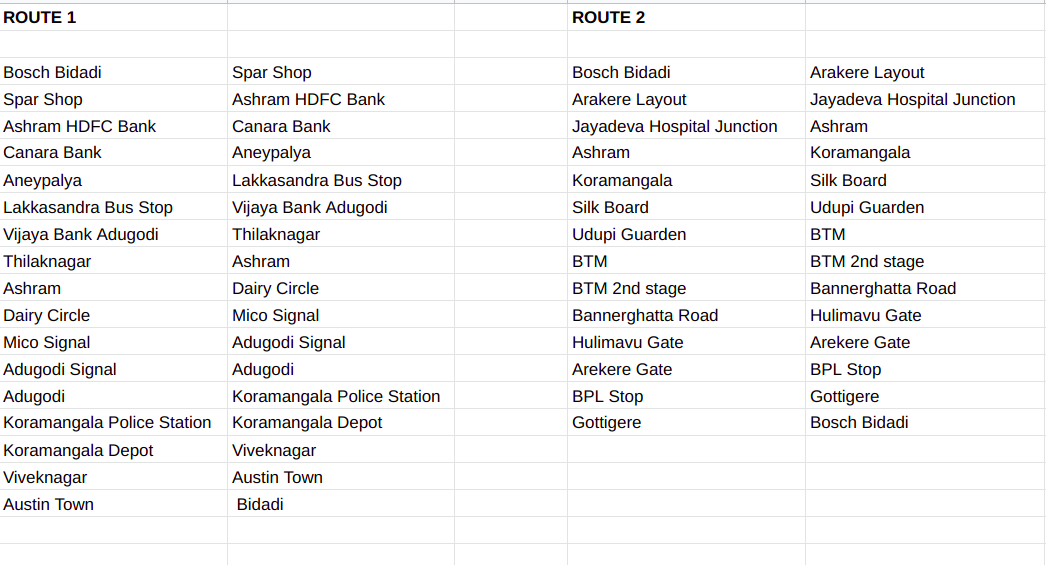 ROUTE 1 ROUTE 2
Bosch Bidadi Spar Shop Bosch Bidadi Arakere Layout
Spar Shop Ashram HDFC Bank Arakere Layout Jayadeva Hospital Junction
Ashram HDFC Bank Canara Bank Jayadeva Hospital Junction Ashram
Canara Bank Aneypalya Ashram Koramangala
Aneypalya Lakkasandra Bus Stop Koramangala Silk Board
Lakkasandra Bus Stop Vijaya Bank Adugodi Silk Board Udupi Guarden
Vijaya Bank Adugodi Thilaknagar Udupi Guarden BTM
Thilaknagar Ashram BTM BTM 2nd stage
Ashram Dairy Circle BTM 2nd stage Bannerghatta Road
Dairy Circle Mico Signal Bannerghatta Road Hulimavu Gate
Mico Signal Adugodi Signal Hulimavu Gate Arekere Gate
Adugodi Signal Adugodi Arekere Gate BPL Stop
Adugodi Koramangala Police Station BPL Stop Gottigere
Koramangala Police Station Koramangala Depot Gottigere Bosch Bidadi
Koramangala Depot Viveknagar
Viveknagar Austin Town
Austin Town Bidadi